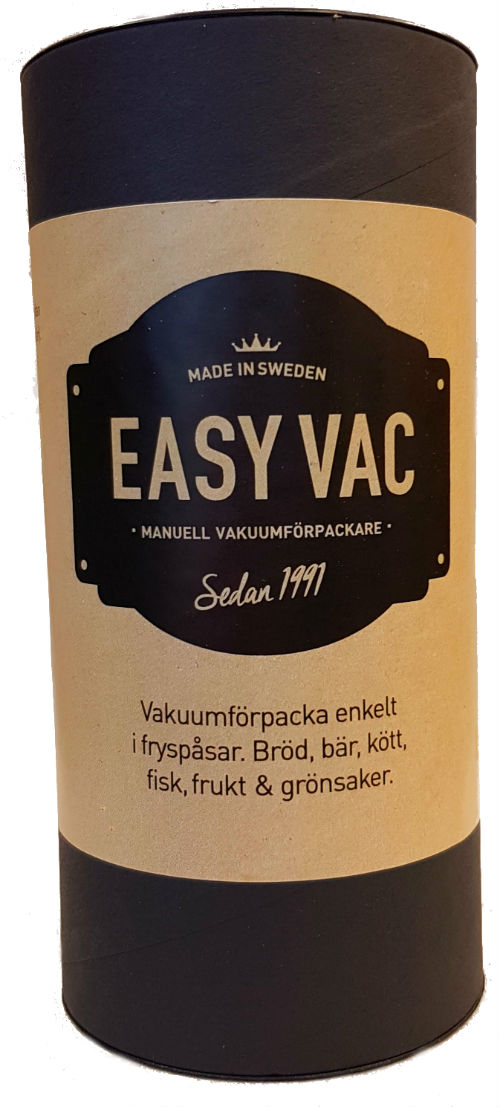 MADE IN SWEDEN
EASY VAC
· MANUELL VAKUUMFÖRPACKARE ·
Sedan 1991
Vakuumförpacka enkelt
i fryspåsar. Bröd, bär, kött,
fisk, frukt & grönsaker.